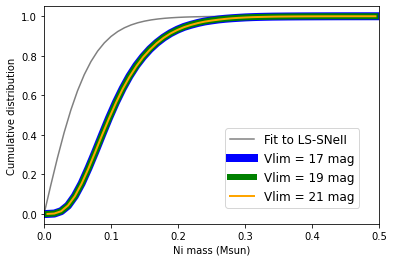 1.0
0.8
0.6
0.4
0.2
0.0
Cumulative distribution
Fit to LS-SNeII
Vlim = 17 mag
Vlim = 19 mag
Vlim = 21 mag
0.0 0.1 0.2 0.3 0.4 0.5
Ni mass (Msun)